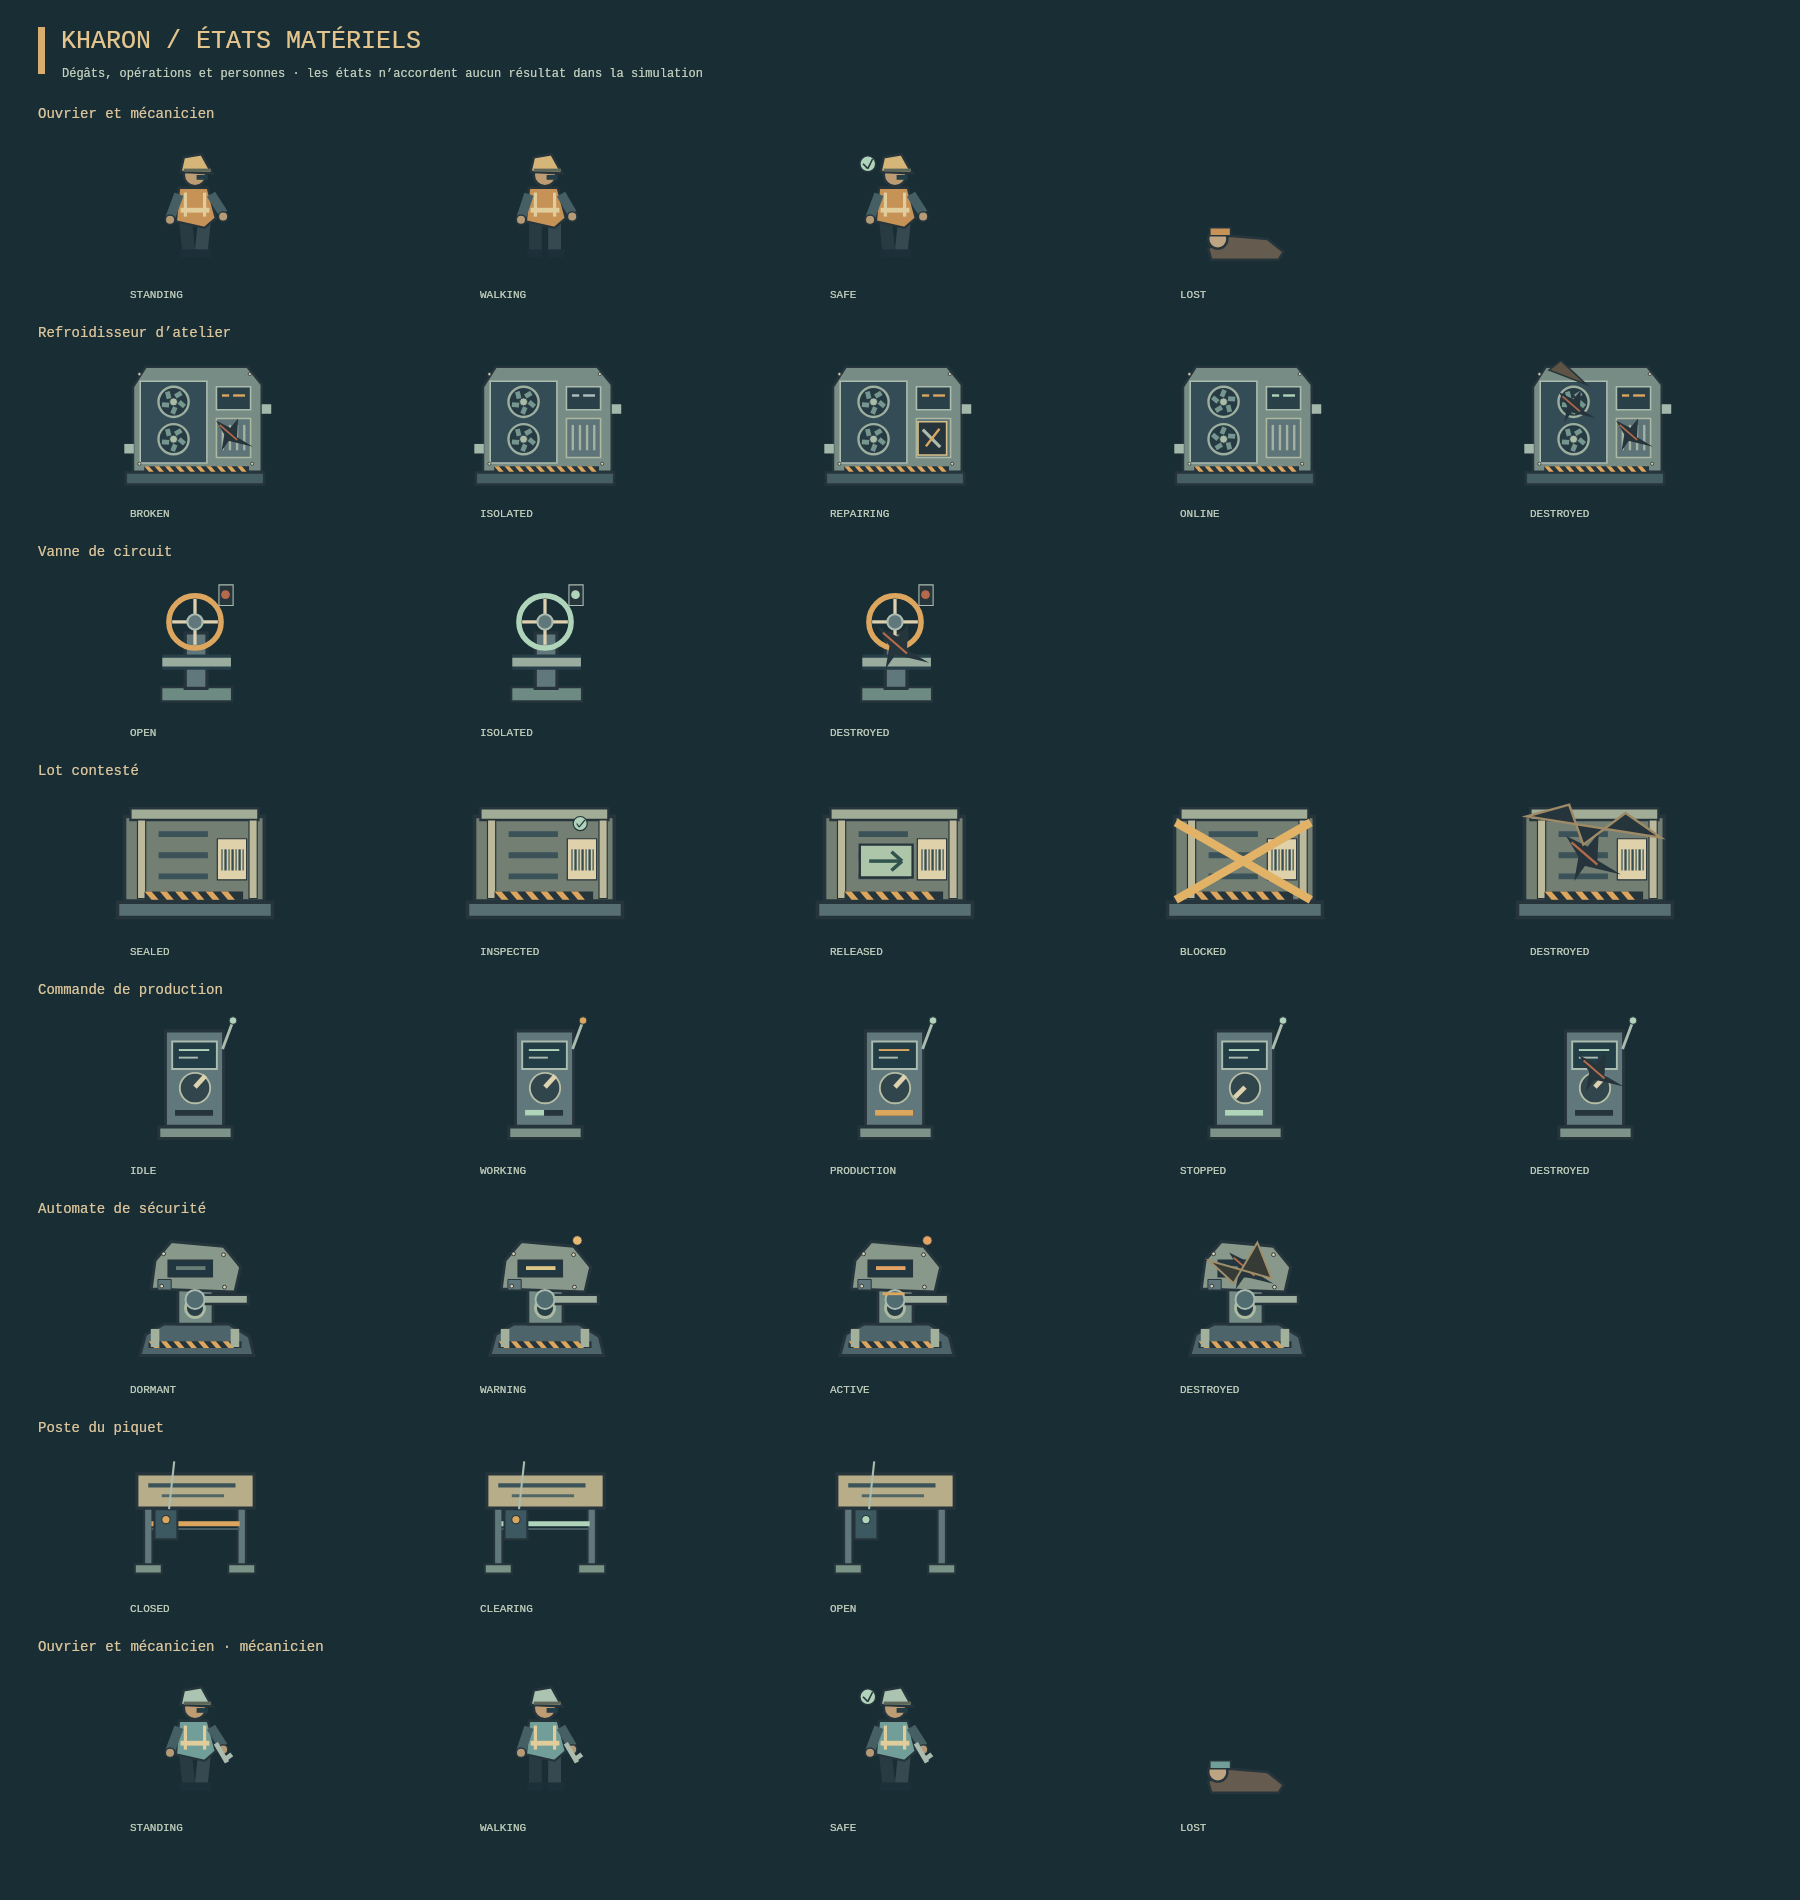 KHARON / ÉTATS MATÉRIELS
Dégâts, opérations et personnes · les états n’accordent aucun résultat dans la simulation
Ouvrier et mécanicien
STANDING WALKING SAFE LOST
Refroidisseur d’atelier
BROKEN ISOLATED REPAIRING ONLINE DESTROYED
Vanne de circuit
OPEN ISOLATED DESTROYED
Lot contesté
SEALED INSPECTED RELEASED BLOCKED DESTROYED
Commande de production
IDLE WORKING PRODUCTION STOPPED DESTROYED
Automate de sécurité
DORMANT WARNING ACTIVE DESTROYED
Poste du piquet
CLOSED CLEARING OPEN
Ouvrier et mécanicien · mécanicien
STANDING WALKING SAFE LOST